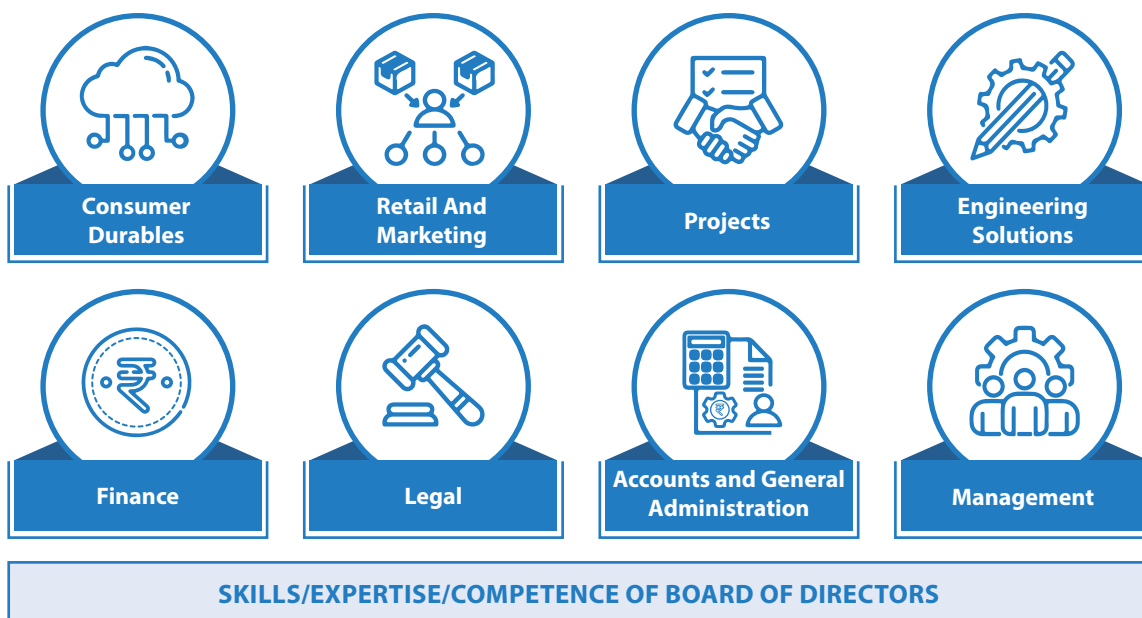 Consumer
Durables
Retail And
Marketing
Projects
Engineering
Solutions
Finance
Legal
Accounts and General
Administration
Management
SKILLS/EXPERTISE/COMPETENCE OF BOARD OF DIRECTORS